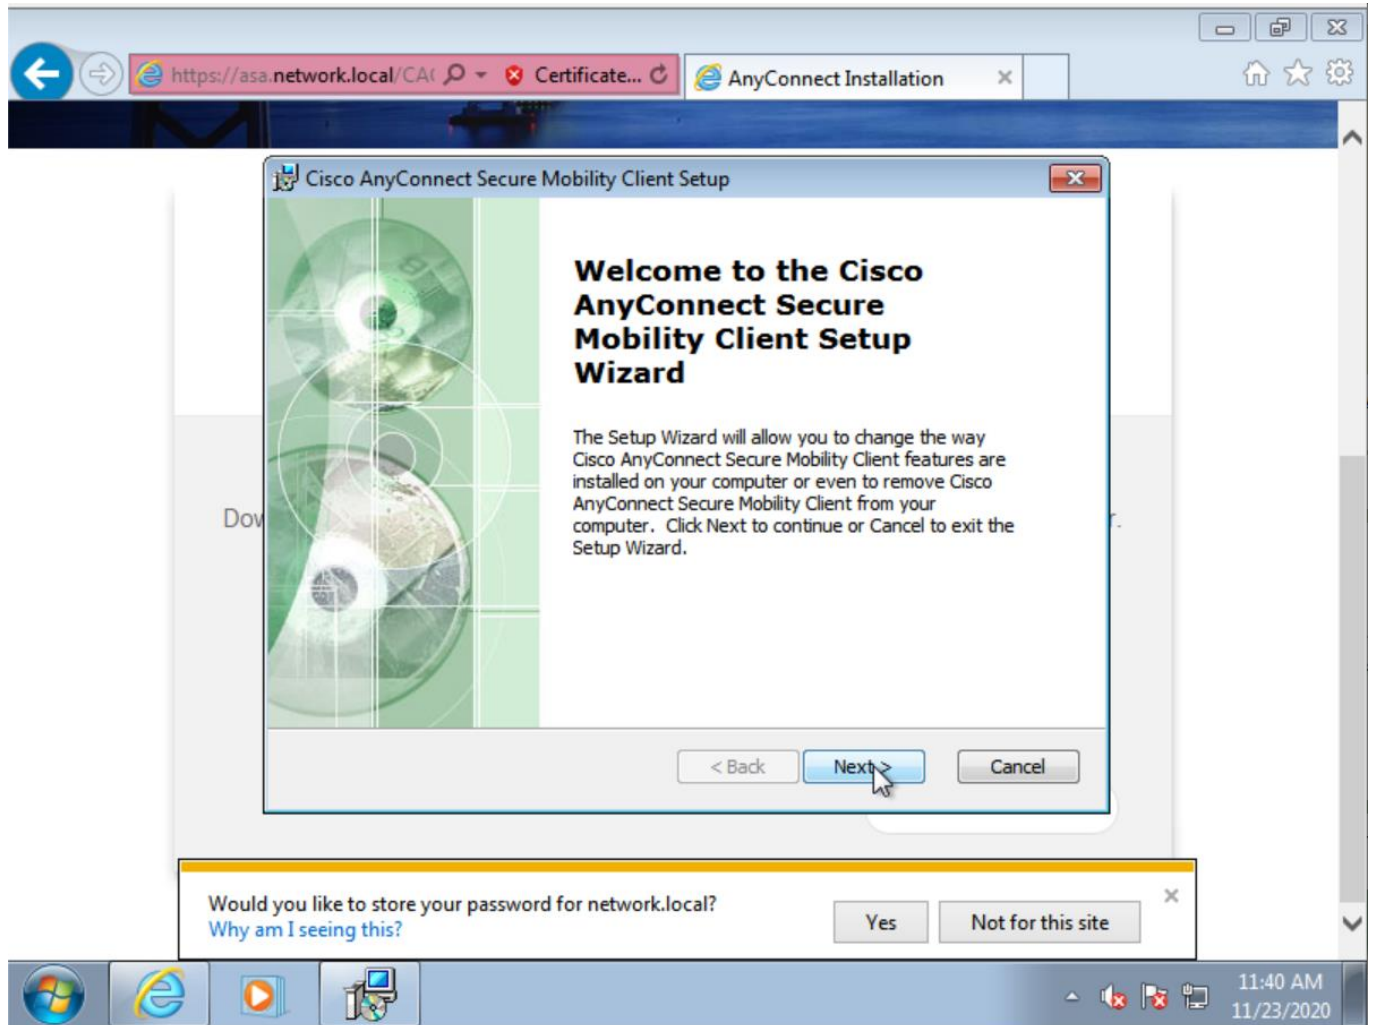 https://asa.network.local/CA
Certificate...
AnyConnect Installation
Cisco AnyConnect Secure Mobility Client Setup
Welcome to the Cisco
AnyConnect Secure
Mobility Client Setup
Wizard
The Setup Wizard will allow you to change the way
Cisco AnyConnect Secure Mobility Client features are
installed on your computer or even to remove Cisco
AnyConnect Secure Mobility Client from your
computer. Click Next to continue or Cancel to exit the
Setup Wizard.
< Back
Next >
Cancel
Would you like to store your password for network.local?
Why am I seeing this?
Yes
Not for this site
11:40 AM
11/23/2020